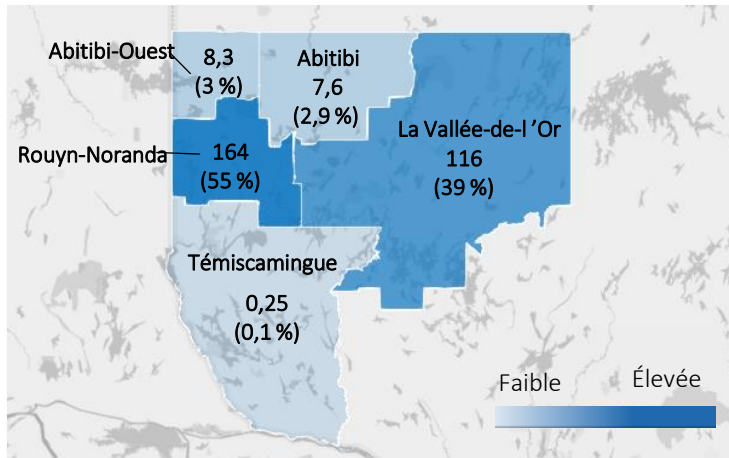 Abitibi-Ouest
8,3
(3 %)
Abitibi
7,6
(2,9 %)
La Vallée-de-l ’Or
116
(39 %)
Rouyn-Noranda
164
(55 %)
Témiscamingue
0,25
(0,1 %)
Faible
Élevée